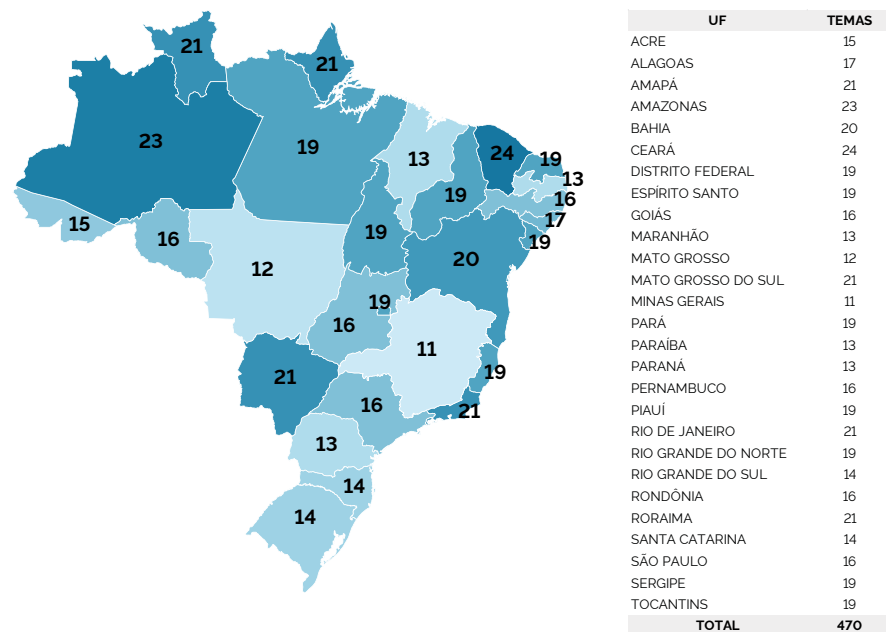 21
21
23
19
13
24
19
13
16
17
19
19
15
16
19
20
12
19
16
11
19
21
16
21
13
14
14
UF TEMAS
ACRE 15
ALAGOAS 17
AMAPÁ 21
AMAZONAS 23
BAHIA 20
CEARÁ 24
DISTRITO FEDERAL 19
ESPÍRITO SANTO 19
GOIÁS 16
MARANHÃO 13
MATO GROSSO 12
MATO GROSSO DO SUL 21
MINAS GERAIS 11
PARÁ 19
PARAÍBA 13
PARANÁ 13
PERNAMBUCO 16
PIAUÍ 19
RIO DE JANEIRO 21
RIO GRANDE DO NORTE 19
RIO GRANDE DO SUL 14
RONDÔNIA 16
RORAIMA 21
SANTA CATARINA 14
SÃO PAULO 16
SERGIPE 19
TOCANTINS 19
TOTAL 470